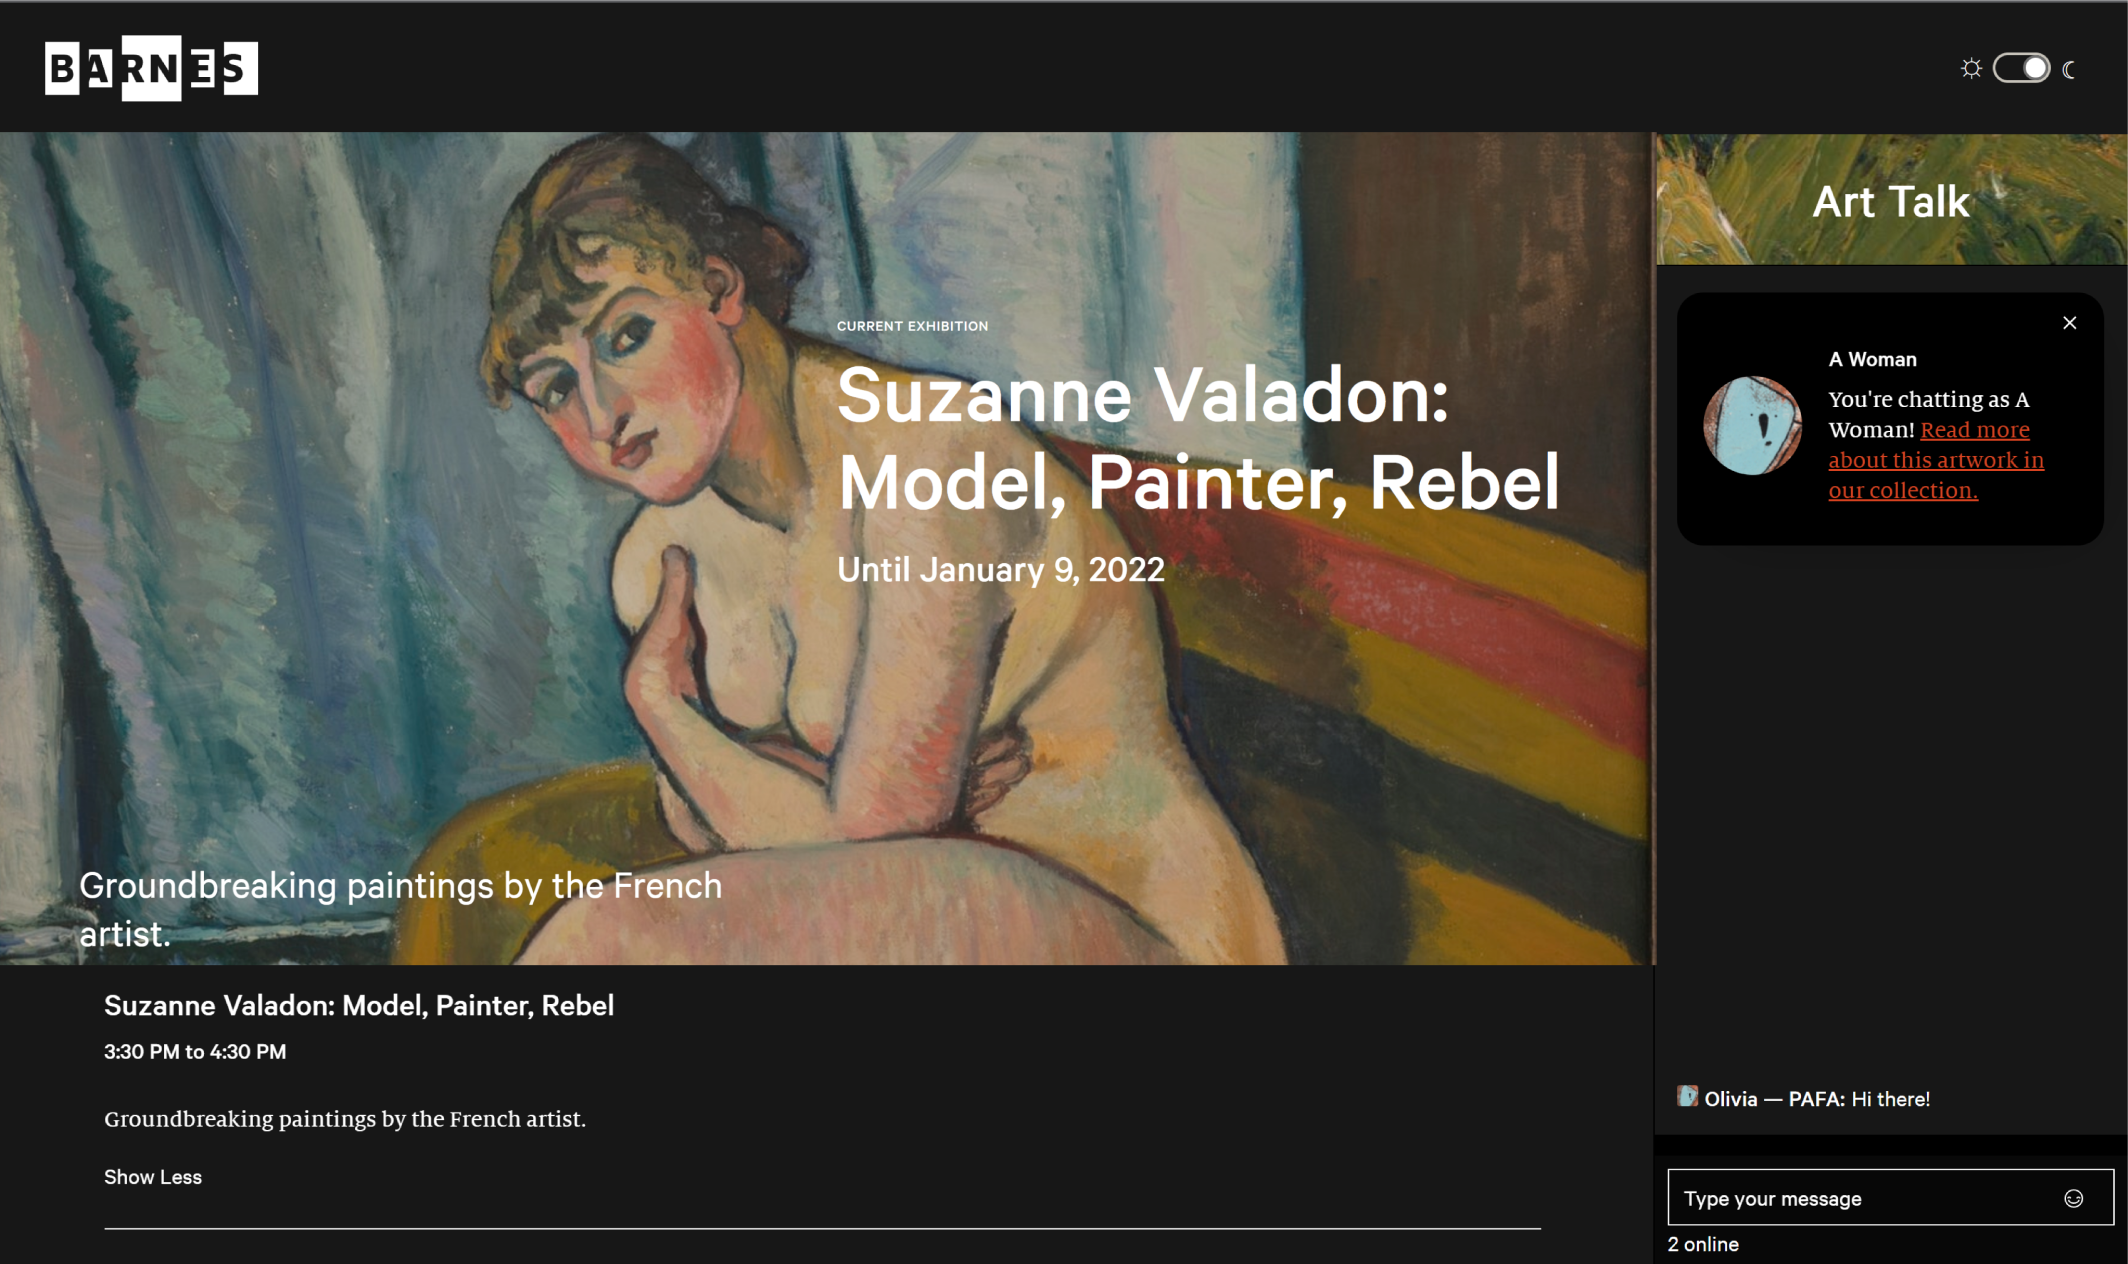 BARNES
CURRENT EXHIBITION
Suzanne Valadon:
Model, Painter, Rebel
Until January 9, 2022
Groundbreaking paintings by the French
artist.
Suzanne Valadon: Model, Painter, Rebel
3:30 PM to 4:30 PM
Groundbreaking paintings by the French artist.
Show Less
Art Talk
A Woman
You're chatting as A
Woman! Read more
about this artwork in
our collection.
Olivia — PAFA: Hi there!
Type your message
2 online